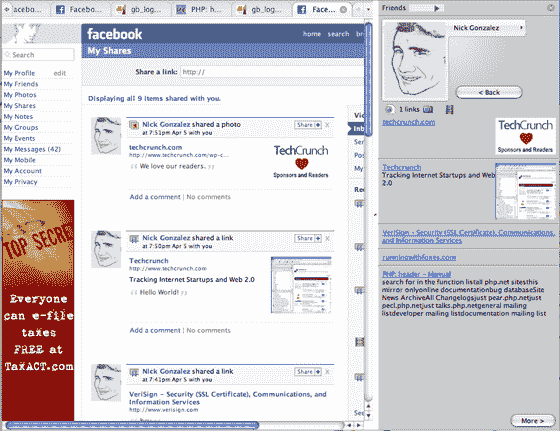 acebo...
gb_log...
PHP: h...
gb_log...
Face...
Search
My Profile edit
My Friends
My Photos
My Shares
My Notes
My Groups
My Events
My Messages (42)
My Mobile
My Account
My Privacy
TOP SECRE
Everyone
can e-file
taxes
FREE at
TaxACT.com
facebook
home search br
My Shares
Share a link: http://
Displaying all 9 items shared with you.
Nick Gonzalez shared a photo
at 7:51pm Apr 5 with you
Share +
techcrunch.com
http://www.techcrunch.com/wp-c...
We love our readers.
TechCrunch
Sponsors and Readers
Add a comment | No comments
Nick Gonzalez shared a link
at 7:50pm Apr 5 with you
Share +
Techcrunch
www.techcrunch.com
Tracking Internet Startups and Web 2.0
Hello World!
Add a comment | No comments
Nick Gonzalez shared a link
at 7:41pm Apr 5 with you
Share +
VeriSign - Security (SSL Certificate), Communications, and
Information Services
http://www.verisign.com
Vie
Inb
Sen
Pos
My
Re
Friends
Nick Gonzalez
< Back
1 links
techcrunch.com
TechCrunch
Sponsors and Readers
Techcrunch
Tracking Internet Startups and Web
2.0
VeriSign - Security (SSL Certificate), Communications,
and Information Services
runningwithfoxes.com
PHP: header - Manual
search for in the function listall php.net sitesthis
mirror onlyonline documentationbug databaseSite
News ArchiveAll Changelogsjust pear.php.netjust
pecl.php.netjust talks.php.netgeneral mailing
listdeveloper mailing listdocumentation mailing list
More >